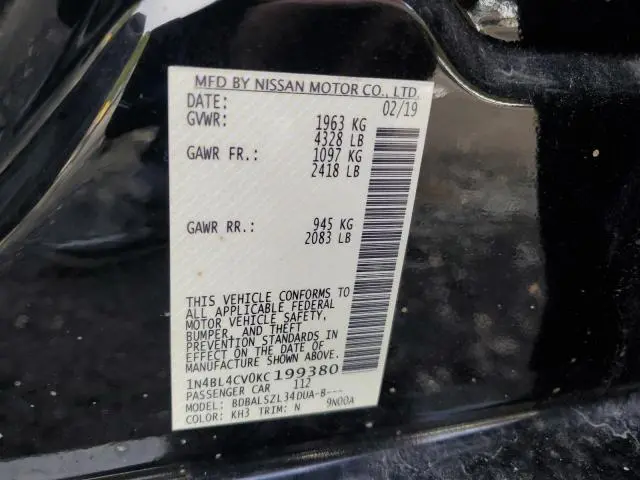 MFD BY NISSAN MOTOR CO., LTD.
DATE: 02/19
GVWR: 1963 KG
4328 LB
GAWR FR.: 1097 KG
2418 LB
GAWR RR.: 945 KG
2083 LB
THIS VEHICLE CONFORMS TO
ALL APPLICABLE FEDERAL
MOTOR VEHICLE SAFETY,
BUMPER, AND THEFT
PREVENTION STANDARDS IN
EFFECT ON THE DATE OF
MANUFACTURE SHOWN ABOVE.
1N4BL4CV0KC199380
PASSENGER CAR 112
MODEL: BDBALSZL34DUA-B---
COLOR: KH3 TRIM: N 9N00A